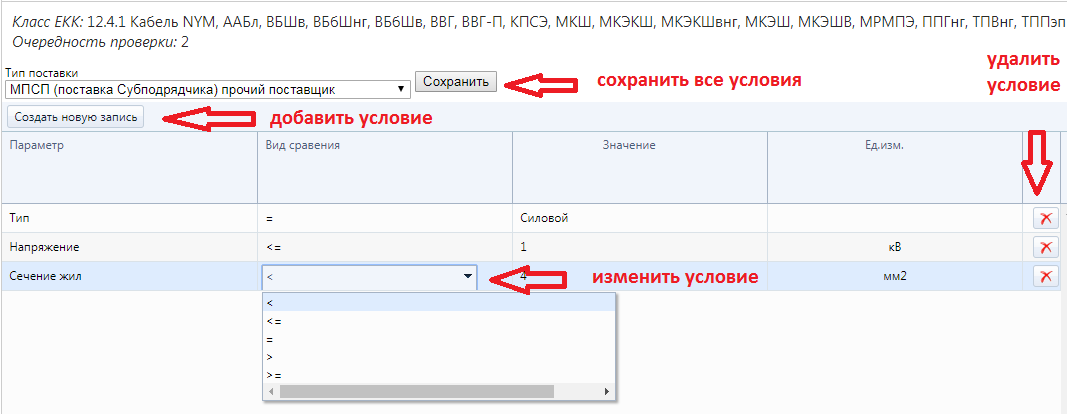 Класс ЕКК: 12.4.1 Кабель NYM, ААБл, ВБШв, ВБбШнг, ВБбШв, ВВГ, ВВГ-П, КПСЭ, МКШ, МКЭКШ, МКЭКШвнг, МКЭШ, МКЭШВ, МРМПЭ, ППГнг, ТПВнг, ТППэп
Очередность проверки: 2
удалить
условие
Тип поставки
МПСП (поставка Субподрядчика) прочий поставщик
Сохранить
сохранить все условия
Создать новую запись
добавить условие
Параметр Вид сравения Значение Ед.изм.
Тип = Силовой
Напряжение <= 1 кВ
Сечение жил < 4 изменить условие мм2
<
<=
=
>
>=